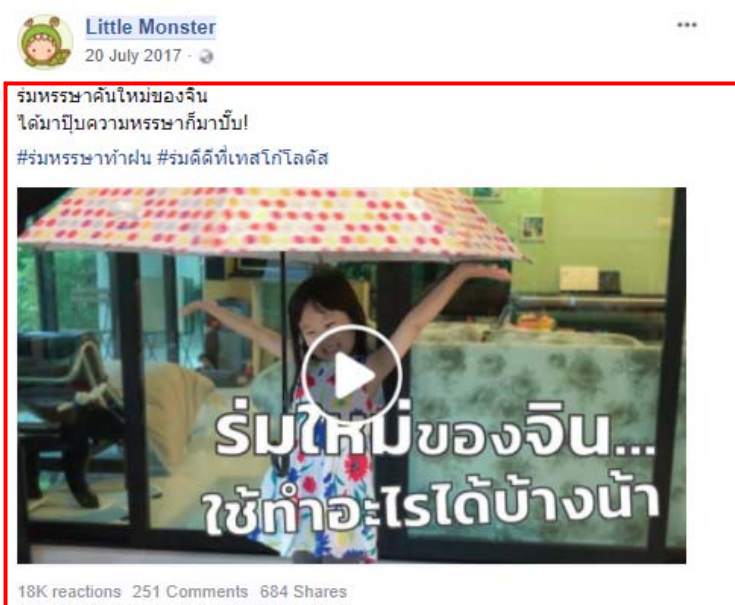 Little Monster
20 July 2017
ร่มหรรษาคันใหม่ของจิน
ได้มาปุ๊บความหรรษาก็มาปั๊บ!
#ร่มหรรษาท้าฝน #ร่มดีดีที่เทสโก้โลตัส
ร่มใหม่ของจิน...
ใช้ทำอะไรได้บ้างน้า
18K reactions 251 Comments 684 Shares